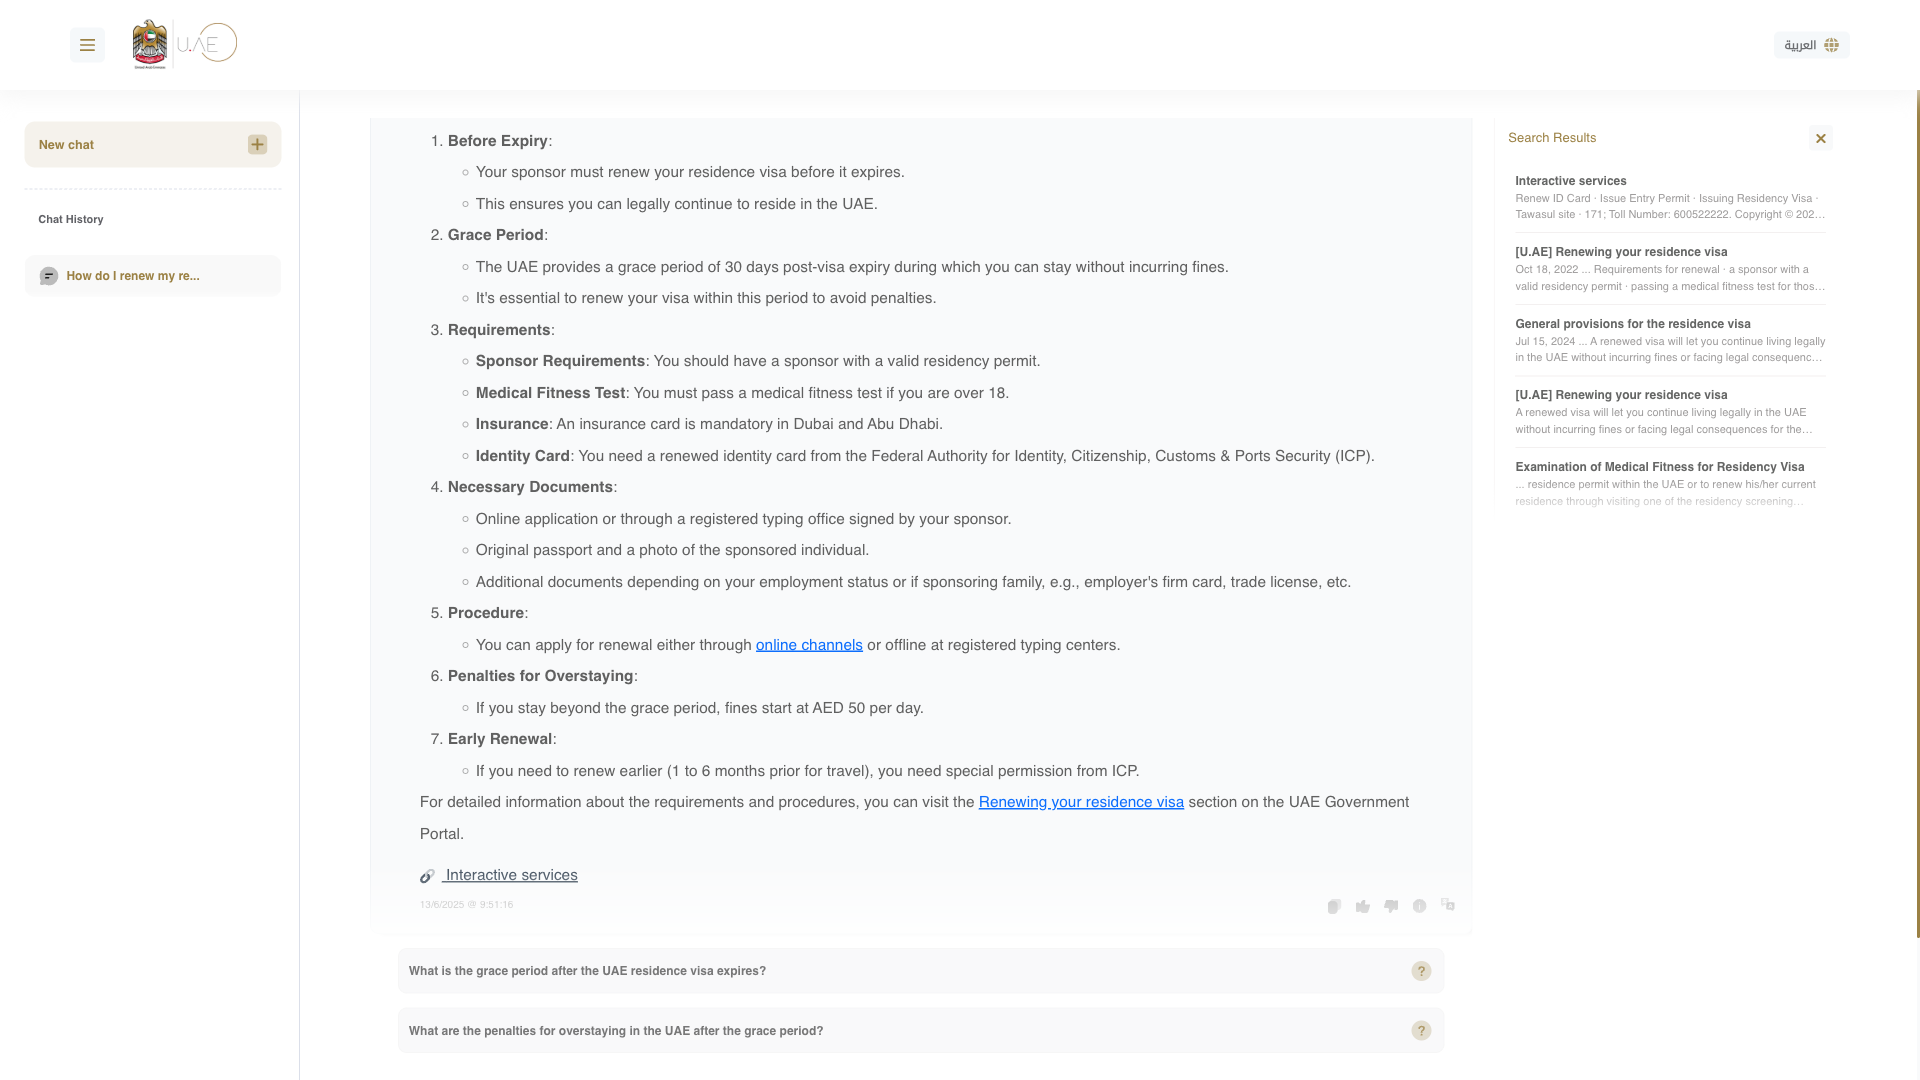 U.AE
العربية
New chat
Chat History
How do I renew my re...
1. Before Expiry:
Your sponsor must renew your residence visa before it expires.
This ensures you can legally continue to reside in the UAE.
2. Grace Period:
The UAE provides a grace period of 30 days post-visa expiry during which you can stay without incurring fines.
It's essential to renew your visa within this period to avoid penalties.
3. Requirements:
Sponsor Requirements: You should have a sponsor with a valid residency permit.
Medical Fitness Test: You must pass a medical fitness test if you are over 18.
Insurance: An insurance card is mandatory in Dubai and Abu Dhabi.
Identity Card: You need a renewed identity card from the Federal Authority for Identity, Citizenship, Customs & Ports Security (ICP).
4. Necessary Documents:
Online application or through a registered typing office signed by your sponsor.
Original passport and a photo of the sponsored individual.
Additional documents depending on your employment status or if sponsoring family, e.g., employer's firm card, trade license, etc.
5. Procedure:
You can apply for renewal either through online channels or offline at registered typing centers.
6. Penalties for Overstaying:
If you stay beyond the grace period, fines start at AED 50 per day.
7. Early Renewal:
If you need to renew earlier (1 to 6 months prior for travel), you need special permission from ICP.
For detailed information about the requirements and procedures, you can visit the Renewing your residence visa section on the UAE Government
Portal.
Interactive services
13/6/2025 @ 9:51:16
What is the grace period after the UAE residence visa expires?
?
What are the penalties for overstaying in the UAE after the grace period?
?
Search Results
Interactive services
Renew ID Card · Issue Entry Permit · Issuing Residency Visa ·
Tawasul site · 171; Toll Number: 600522222. Copyright © 202...
[U.AE] Renewing your residence visa
Oct 18, 2022 ... Requirements for renewal · a sponsor with a
valid residency permit · passing a medical fitness test for thos...
General provisions for the residence visa
Jul 15, 2024 ... A renewed visa will let you continue living legally
in the UAE without incurring fines or facing legal consequenc...
[U.AE] Renewing your residence visa
A renewed visa will let you continue living legally in the UAE
without incurring fines or facing legal consequences for the...
Examination of Medical Fitness for Residency Visa
... residence permit within the UAE or to renew his/her current
residence through visiting one of the residency screening...